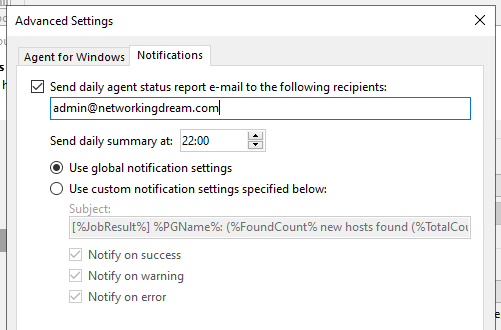 Advanced Settings
Agent for Windows
Notifications
Send daily agent status report e-mail to the following recipients:
admin@networkingdream.com
Send daily summary at:
22:00
Use global notification settings
Use custom notification settings specified below:
Subject:
[%JobResult%] %PGName%: (%FoundCount% new hosts found (%TotalCou
Notify on success
Notify on warning
Notify on error